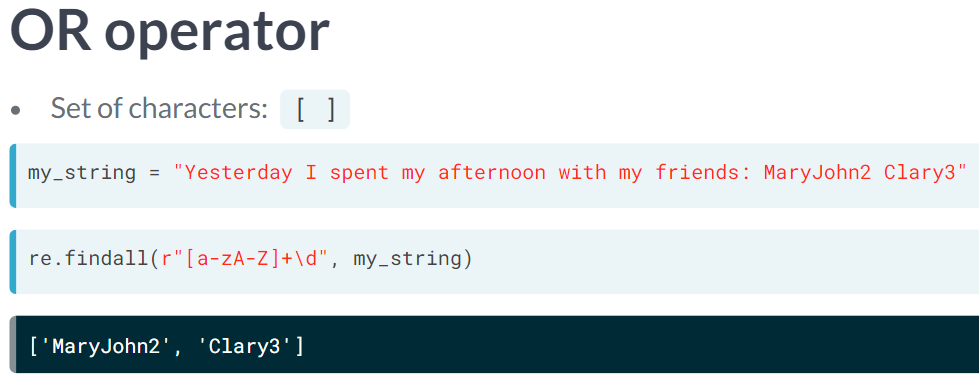 OR operator
• Set of characters: [ ]
my_string = "Yesterday I spent my afternoon with my friends: MaryJohn2 Clary3"
re.findall(r"[a-zA-Z]+\d", my_string)
['MaryJohn2', 'Clary3']